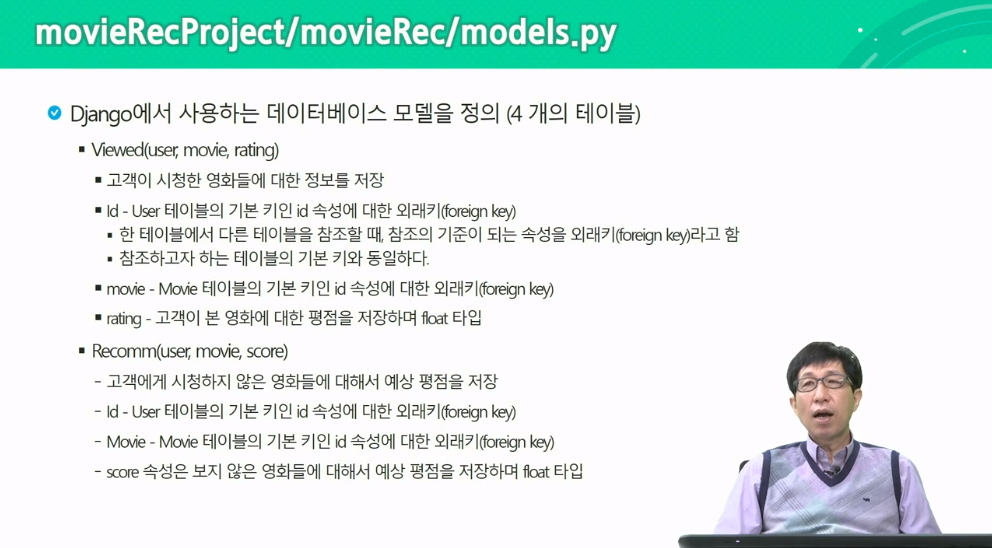 movieRecProject/movieRec/models.py
Django에서 사용하는 데이터베이스 모델을 정의 (4 개의 테이블)
▪ Viewed(user, movie, rating)
▪ 고객이 시청한 영화들에 대한 정보를 저장
▪ Id - User 테이블의 기본 키인 id 속성에 대한 외래키(foreign key)
▪ 한 테이블에서 다른 테이블을 참조할 때, 참조의 기준이 되는 속성을 외래키(foreign key)라고 함
▪ 참조하고자 하는 테이블의 기본 키와 동일하다.
▪ movie - Movie 테이블의 기본 키인 id 속성에 대한 외래키(foreign key)
▪ rating - 고객이 본 영화에 대한 평점을 저장하며 float 타입
▪ Recomm(user, movie, score)
- 고객에게 시청하지 않은 영화들에 대해서 예상 평점을 저장
- Id - User 테이블의 기본 키인 id 속성에 대한 외래키(foreign key)
- Movie - Movie 테이블의 기본 키인 id 속성에 대한 외래키(foreign key)
- score 속성은 보지 않은 영화들에 대해서 예상 평점을 저장하며 float 타입